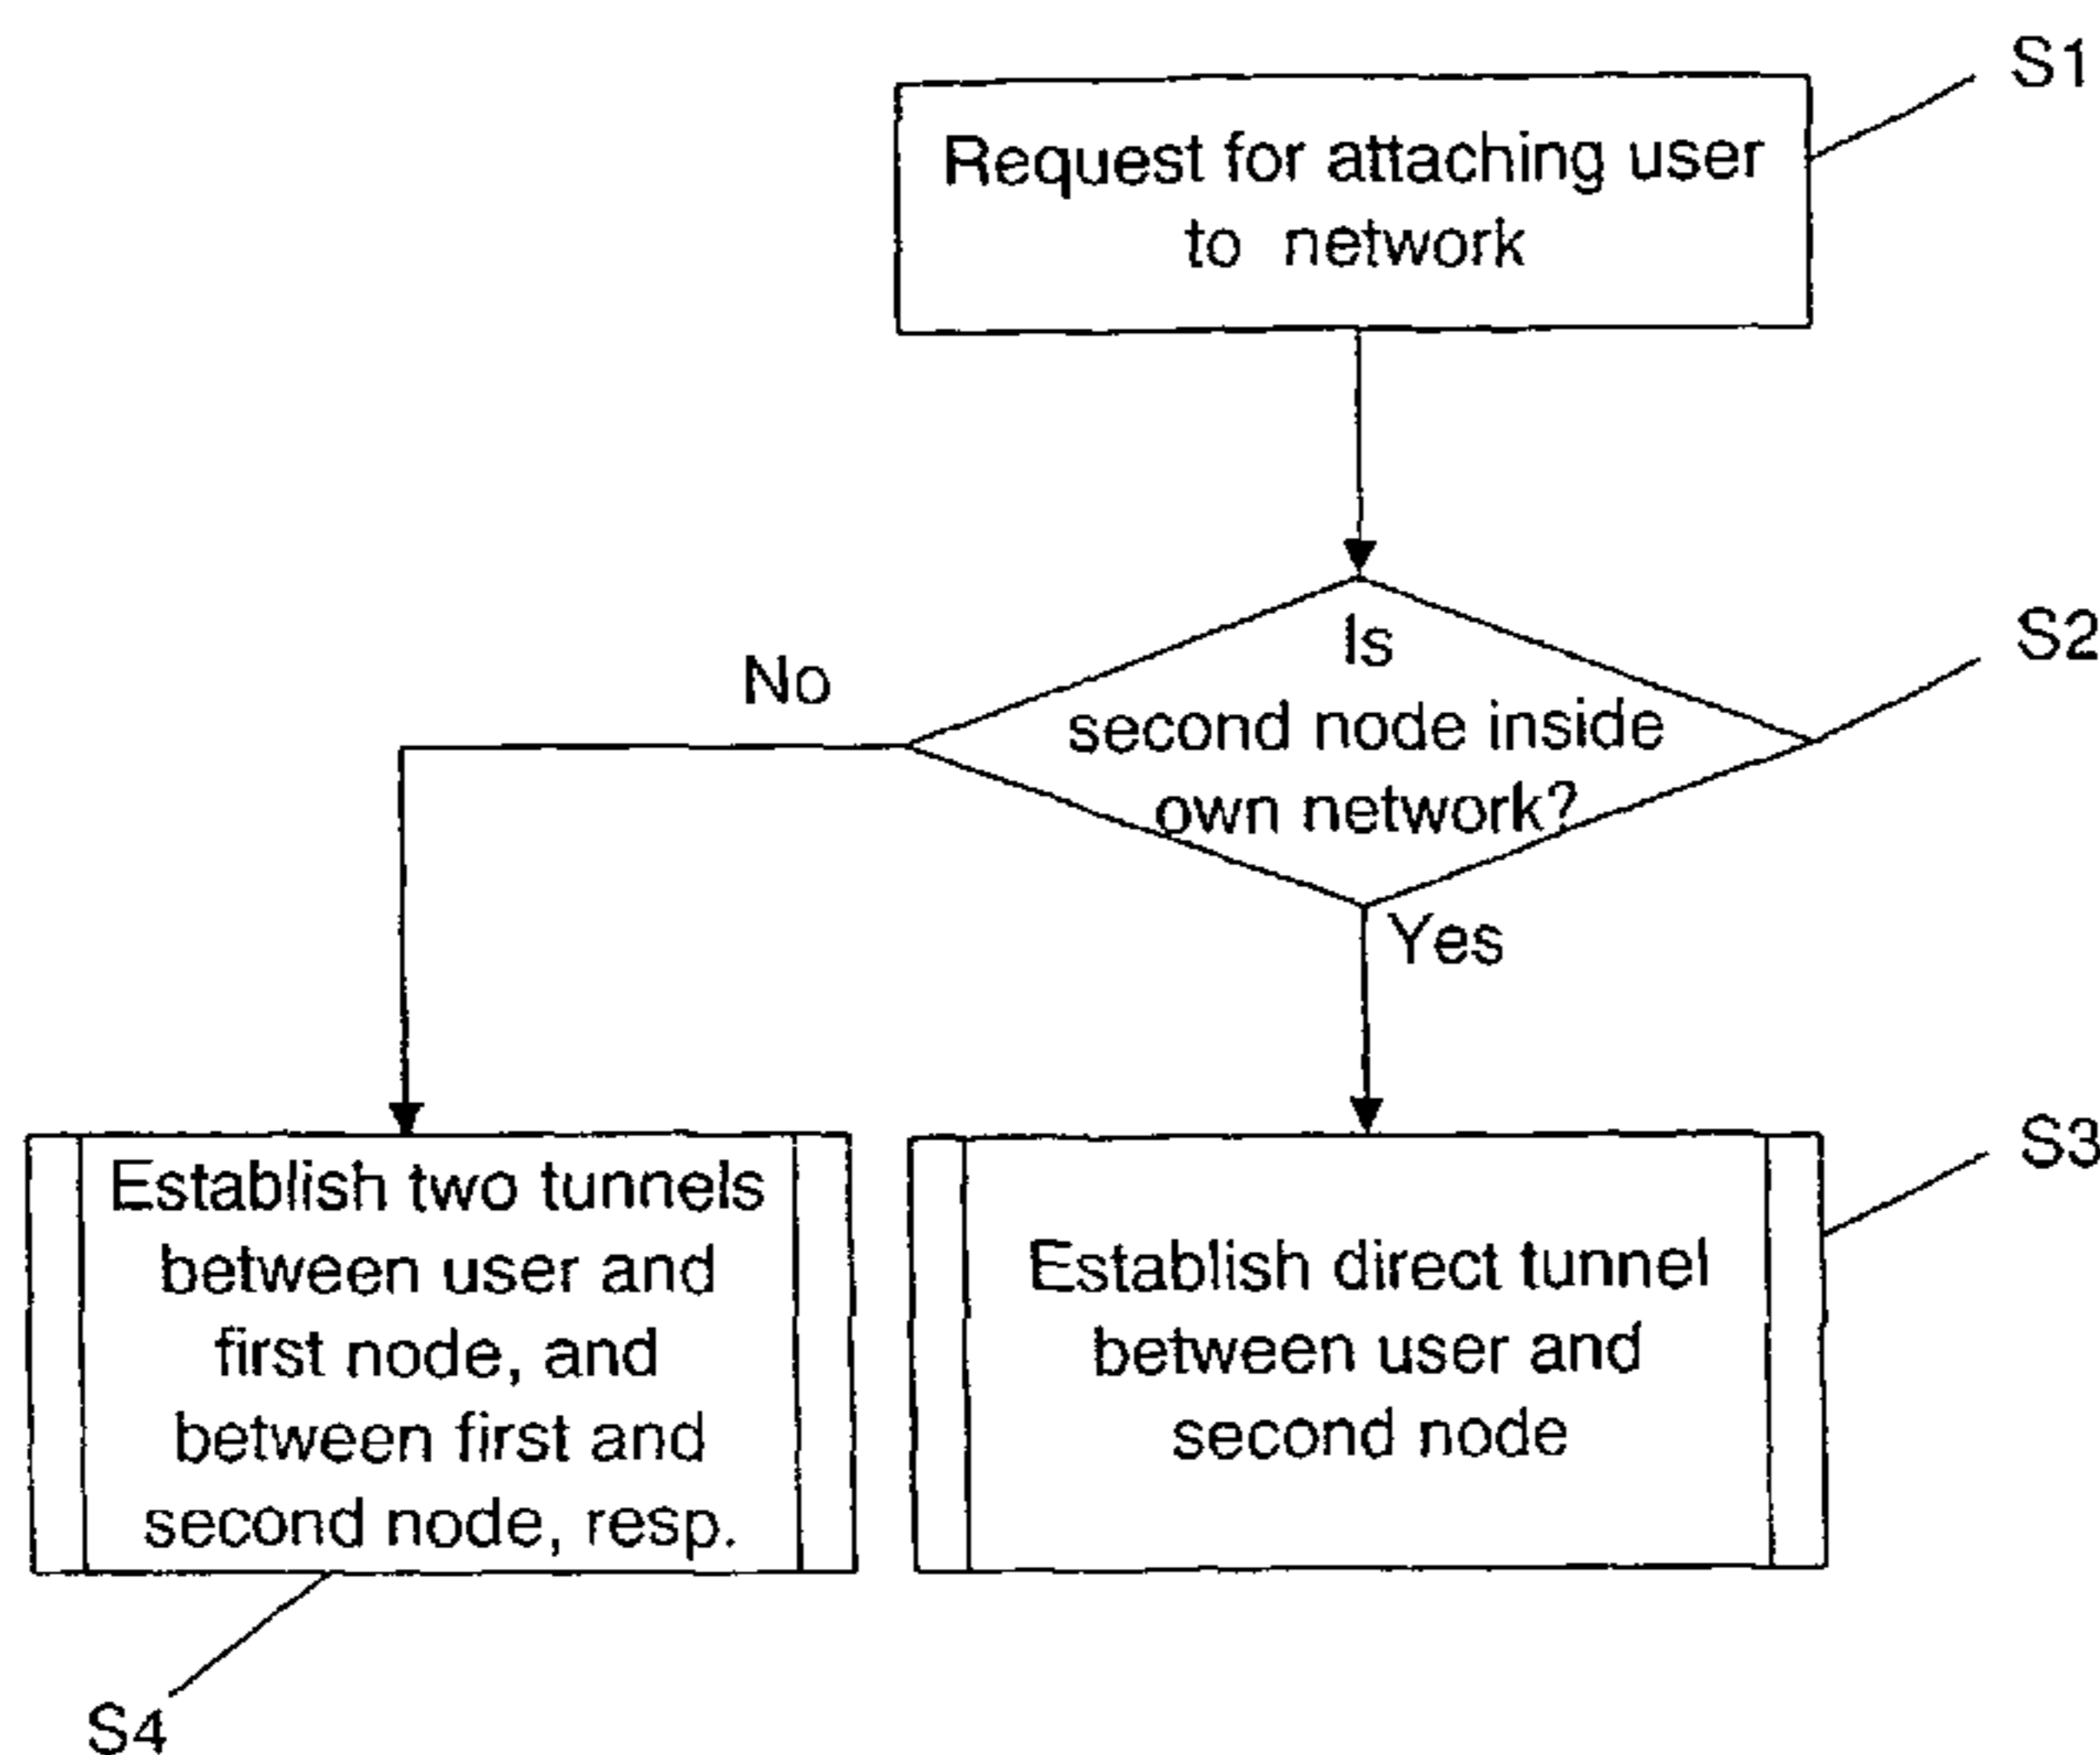 S1
Request for attaching user
to network
S2
Is
second node inside
own network?
No
Yes
S3
Establish two tunnels
between user and
first node, and
between first and
second node, resp.
Establish direct tunnel
between user and
second node
S4